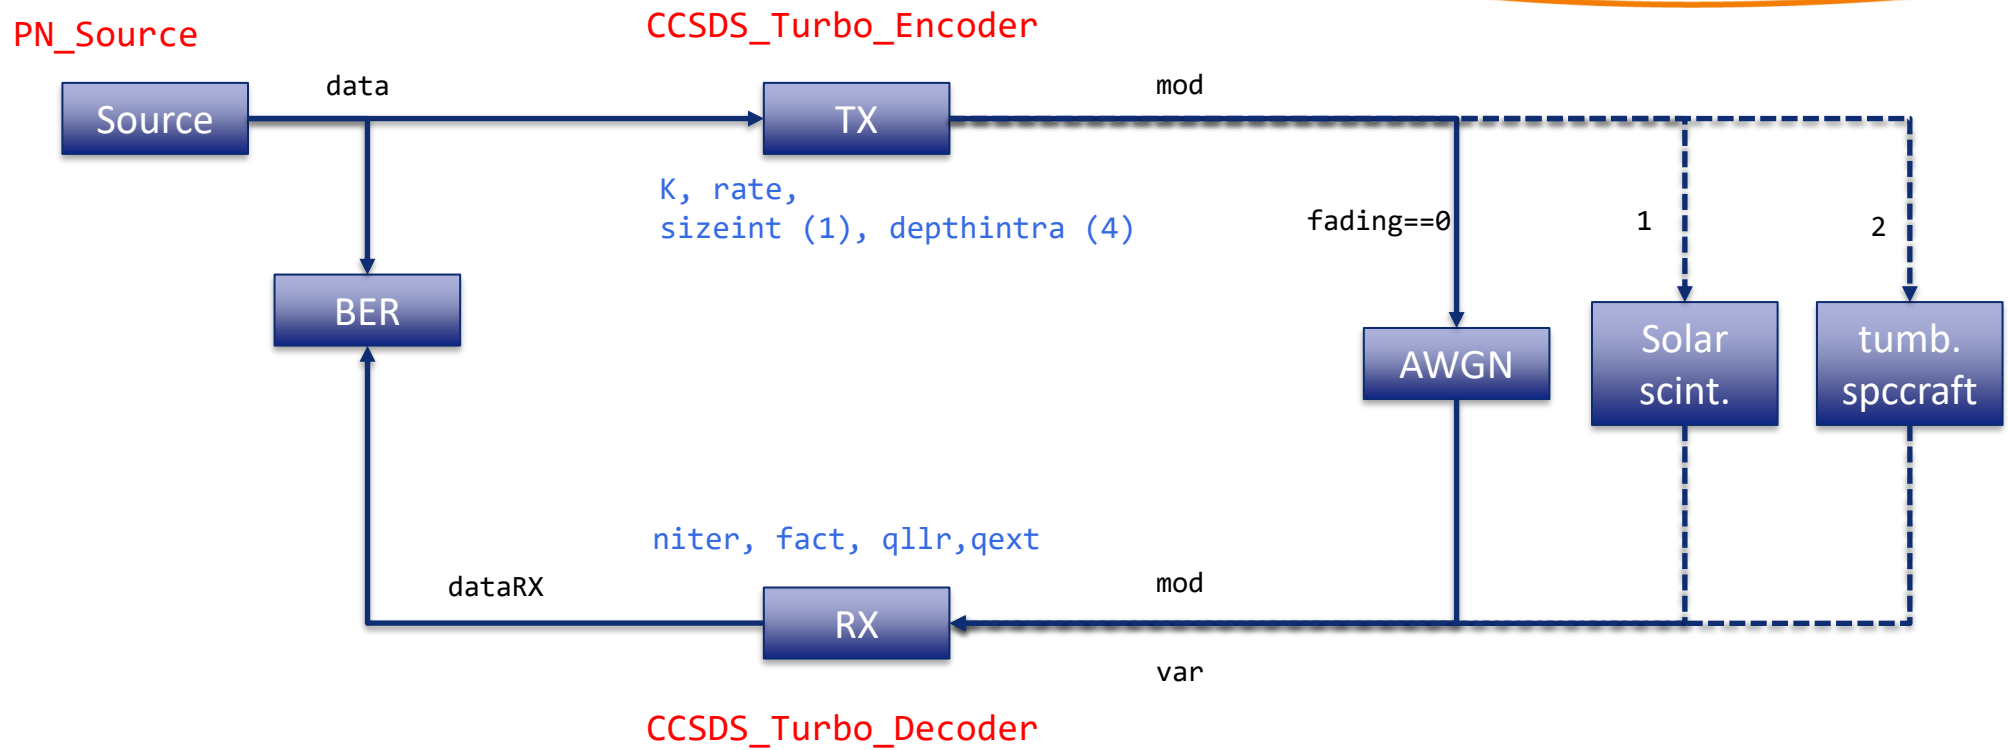 PN_Source
CCSDS_Turbo_Encoder
data
mod
Source
TX
K, rate,
sizeint (1), depthintra (4)
fading==0
1
2
BER
AWGN
Solar
scint.
tumb.
spccraft
niter, fact, qllr,qext
dataRX
mod
RX
var
CCSDS_Turbo_Decoder